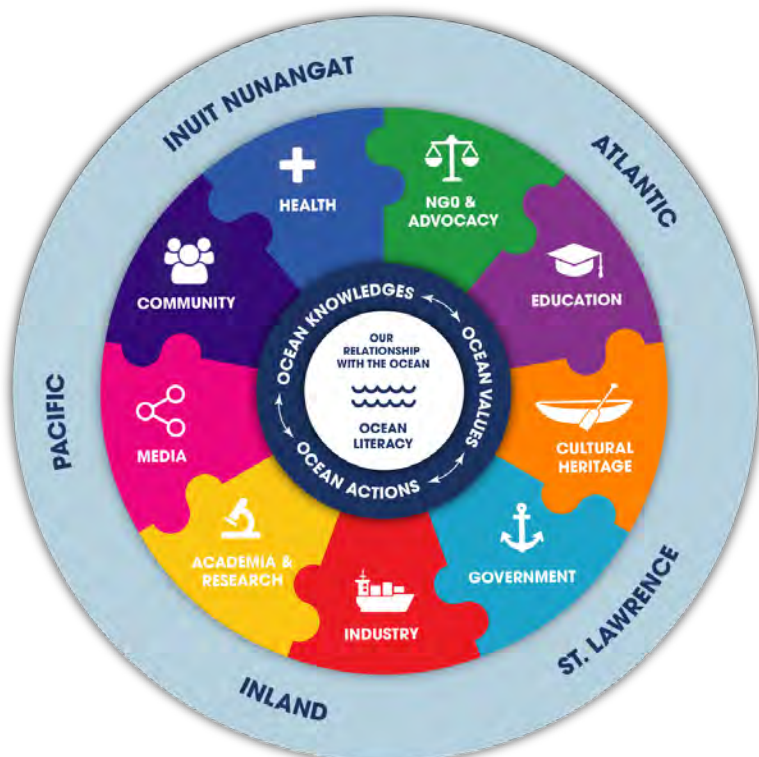 INUIT NUNANGAT
ATLANTIC
ST. LAWRENCE
INLAND
PACIFIC
HEALTH
NGO &
ADVOCACY
EDUCATION
CULTURAL
HERITAGE
GOVERNMENT
INDUSTRY
ACADEMIA &
RESEARCH
MEDIA
COMMUNITY
OCEAN KNOWLEDGES
OCEAN VALUES
OCEAN ACTIONS
OUR
RELATIONSHIP
WITH THE OCEAN
OCEAN
LITERACY